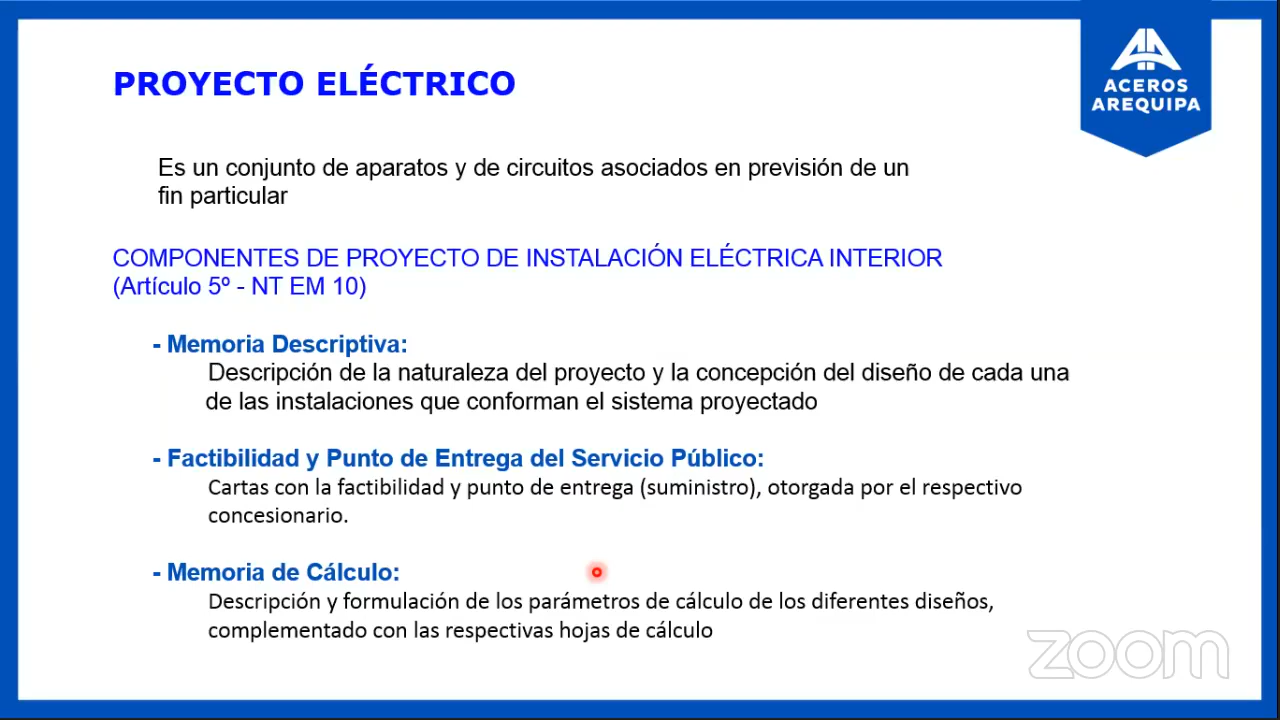 PROYECTO ELÉCTRICO
ACEROS
AREQUIPA
Es un conjunto de aparatos y de circuitos asociados en previsión de un
fin particular
COMPONENTES DE PROYECTO DE INSTALACIÓN ELÉCTRICA INTERIOR
(Artículo 5º - NT EM 10)
- Memoria Descriptiva:
Descripción de la naturaleza del proyecto y la concepción del diseño de cada una
de las instalaciones que conforman el sistema proyectado
- Factibilidad y Punto de Entrega del Servicio Público:
Cartas con la factibilidad y punto de entrega (suministro), otorgada por el respectivo
concesionario.
- Memoria de Cálculo:
Descripción y formulación de los parámetros de cálculo de los diferentes diseños,
complementado con las respectivas hojas de cálculo
zoom